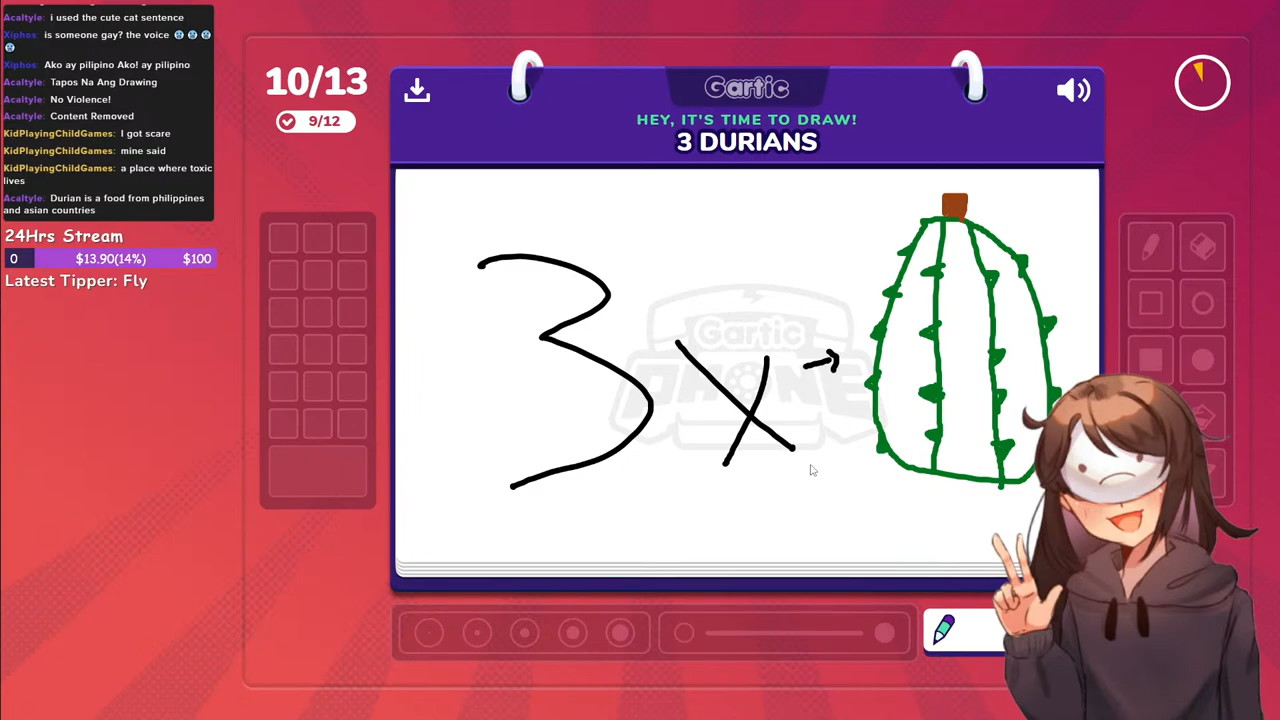 Acaltyle: i used the cute cat sentence
Xiphos: is someone gay? the voice 🥶 🥶 🥶
🥶
Xiphos: Ako ay pilipino Ako! ay pilipino
Acaltyle: Tapos Na Ang Drawing
Acaltyle: No Violence!
Acaltyle: Content Removed
KidPlayingChildGames: I got scare
KidPlayingChildGames: mine said
KidPlayingChildGames: a place where toxic
lives
Acaltyle: Durian is a food from philippines
and asian countries
24Hrs Stream
0 $13.90(14%) $100
Latest Tipper: Fly
10/13
9/12
Gartic
HEY, IT'S TIME TO DRAW!
3 DURIANS
3 x →
Gartic
PHONE